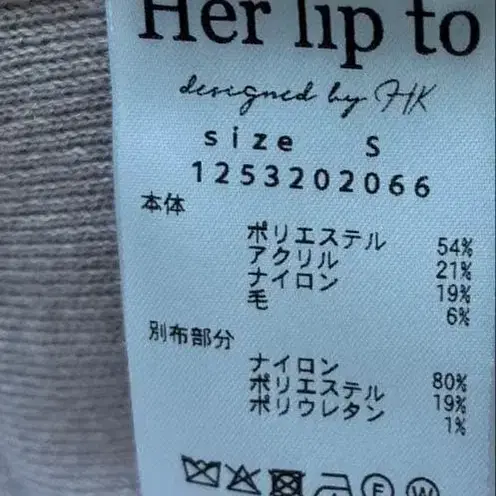 Her lip to
designed by HK
size S
1253202066
本体
ポリエステル 54%
アクリル 21%
ナイロン 19%
毛 6%
別布部分
ナイロン 80%
ポリエステル 19%
ポリウレタン 1%
F W